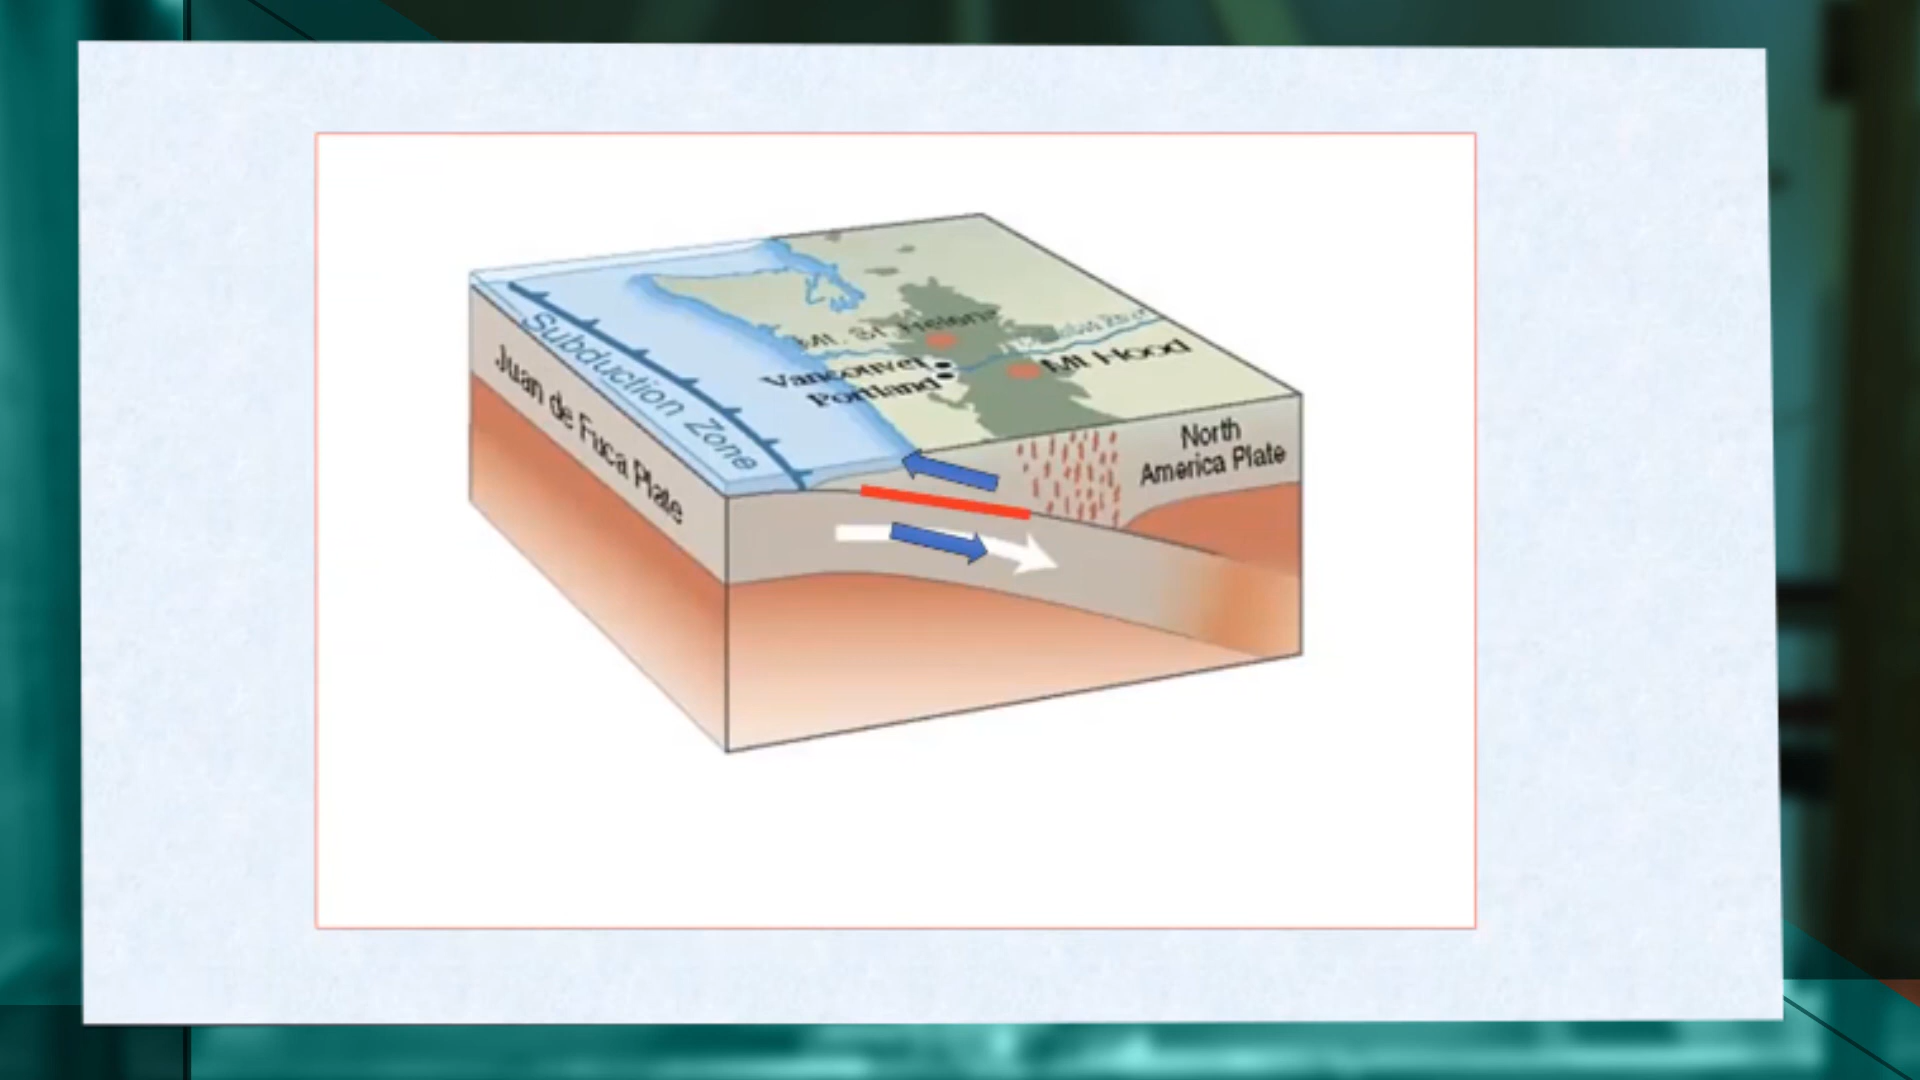 Subduction Zone
Juan de Fuca Plate
Mt. St. Helens
Vancouver
Portland
Mt Hood
North
America Plate